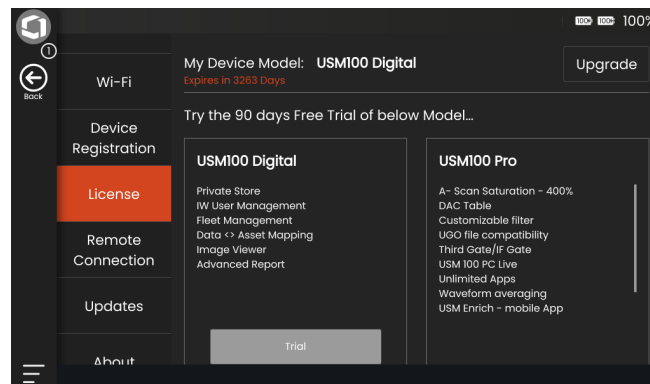 100% 100% 100%
1
Back
Wi-Fi
Device
Registration
License
Remote
Connection
Updates
About
My Device Model: USM100 Digital
Expires in 3263 Days
Upgrade
Try the 90 days Free Trial of below Model...
USM100 Digital
Private Store
IW User Management
Fleet Management
Data <> Asset Mapping
Image Viewer
Advanced Report
Trial
USM100 Pro
A- Scan Saturation - 400%
DAC Table
Customizable filter
UGO file compatibility
Third Gate/IF Gate
USM 100 PC Live
Unlimited Apps
Waveform averaging
USM Enrich - mobile App